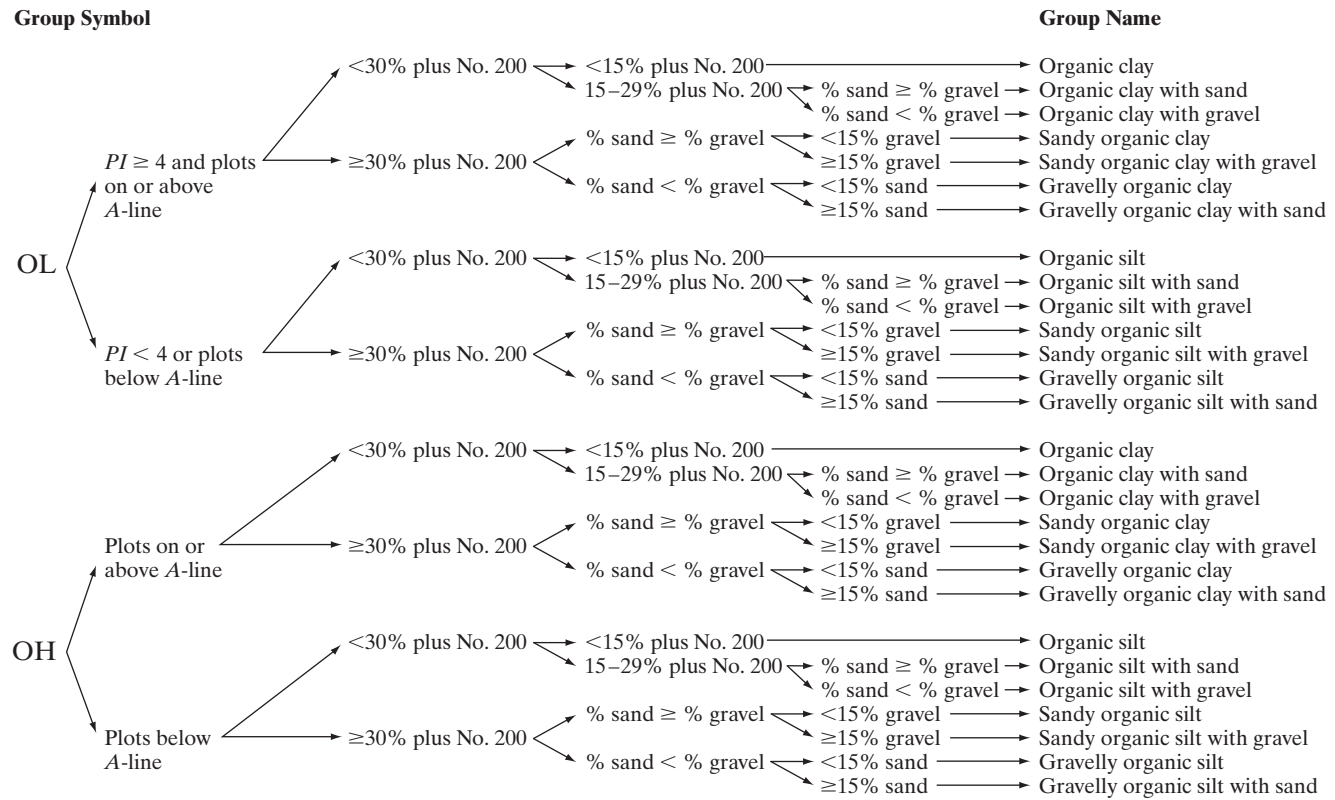 Group Symbol Group Name
<30% plus No. 200 <15% plus No. 200 Organic clay
15–29% plus No. 200 % sand ≥ % gravel Organic clay with sand
% sand < % gravel Organic clay with gravel
% sand ≥ % gravel <15% gravel Sandy organic clay
PI ≥ 4 and plots ≥30% plus No. 200 ≥15% gravel Sandy organic clay with gravel
on or above % sand < % gravel <15% sand Gravelly organic clay
A-line ≥15% sand Gravelly organic clay with sand
OL <30% plus No. 200 <15% plus No. 200 Organic silt
15–29% plus No. 200 % sand ≥ % gravel Organic silt with sand
% sand < % gravel Organic silt with gravel
% sand ≥ % gravel <15% gravel Sandy organic silt
PI < 4 or plots ≥30% plus No. 200 ≥15% gravel Sandy organic silt with gravel
below A-line % sand < % gravel <15% sand Gravelly organic silt
≥15% sand Gravelly organic silt with sand
<30% plus No. 200 <15% plus No. 200 Organic clay
15–29% plus No. 200 % sand ≥ % gravel Organic clay with sand
% sand < % gravel Organic clay with gravel
% sand ≥ % gravel <15% gravel Sandy organic clay
Plots on or ≥30% plus No. 200 ≥15% gravel Sandy organic clay with gravel
above A-line % sand < % gravel <15% sand Gravelly organic clay
≥15% sand Gravelly organic clay with sand
OH <30% plus No. 200 <15% plus No. 200 Organic silt
15–29% plus No. 200 % sand ≥ % gravel Organic silt with sand
% sand < % gravel Organic silt with gravel
% sand ≥ % gravel <15% gravel Sandy organic silt
Plots below ≥30% plus No. 200 ≥15% gravel Sandy organic silt with gravel
A-line % sand < % gravel <15% sand Gravelly organic silt
≥15% sand Gravelly organic silt with sand